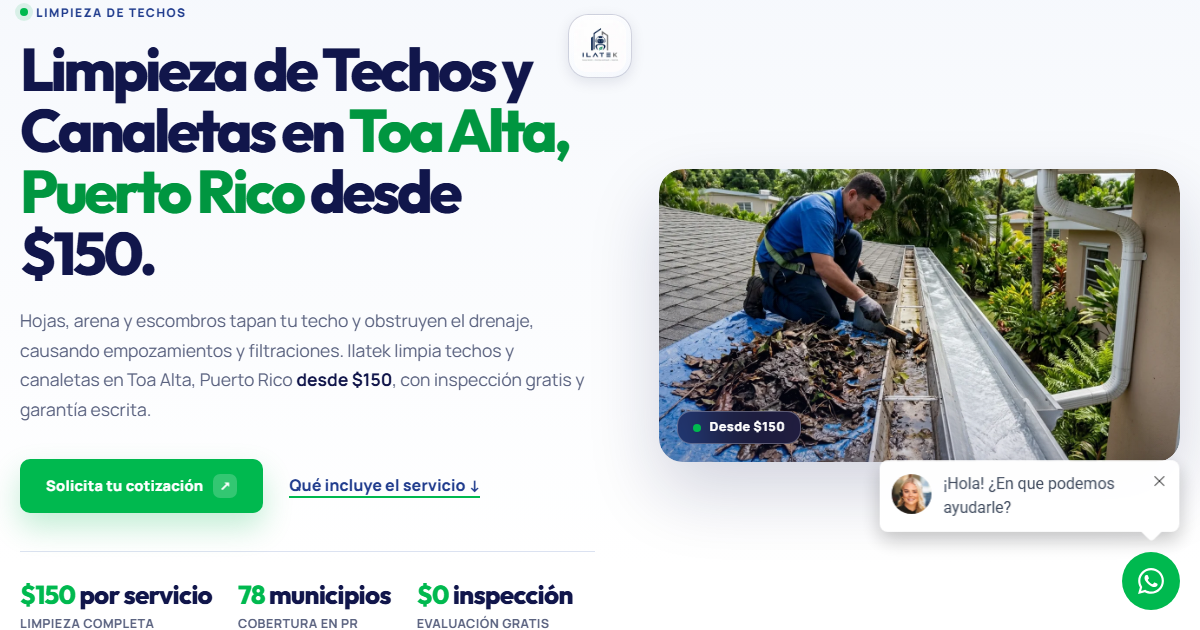 LIMPIEZA DE TECHOS
ILATEK
Limpieza de Techos y
Canaletas en Toa Alta,
Puerto Rico desde
$150.
Hojas, arena y escombros tapan tu techo y obstruyen el drenaje,
causando empozamientos y filtraciones. Ilatek limpia techos y
canaletas en Toa Alta, Puerto Rico desde $150, con inspección gratis y
garantía escrita.
Solicita tu cotización ↗
Qué incluye el servicio ↓
Desde $150
¡Hola! ¿En que podemos
ayudarle?
$150 por servicio
LIMPIEZA COMPLETA
78 municipios
COBERTURA EN PR
$0 inspección
EVALUACIÓN GRATIS